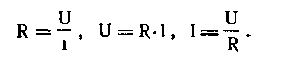 R = U/I, U = R·I, I = U/R.